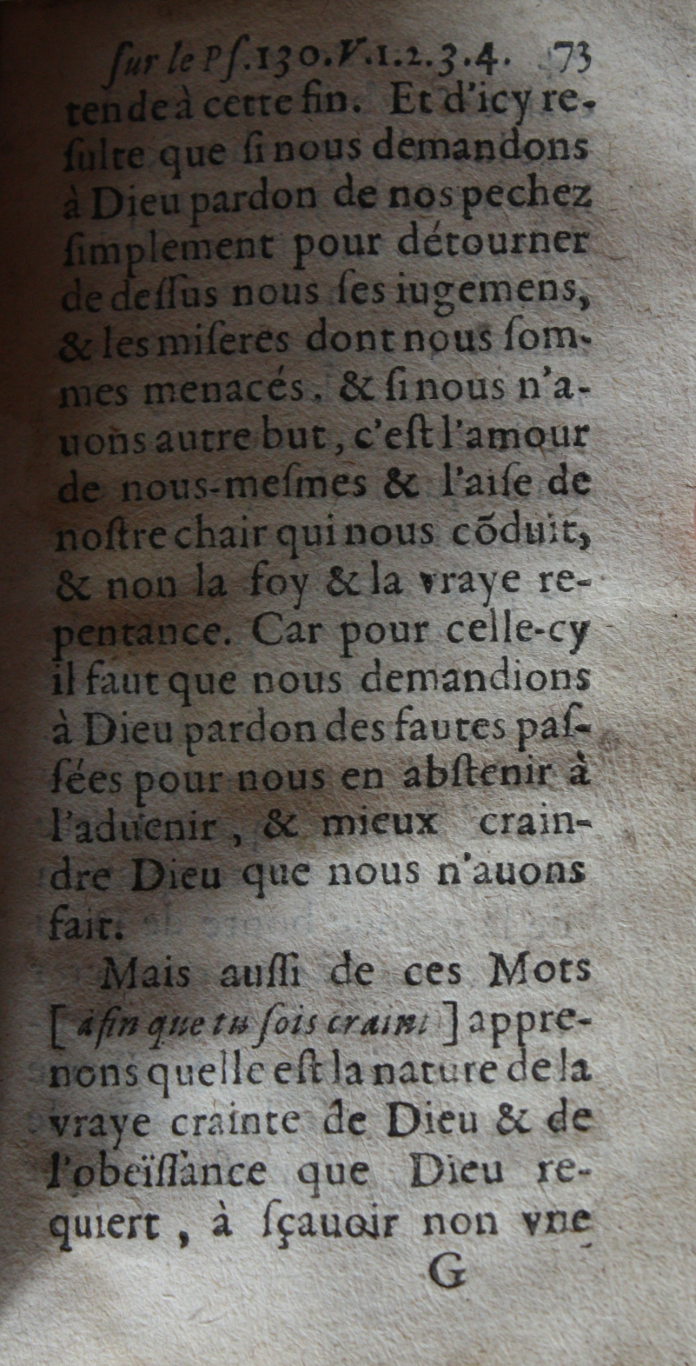 ſur le Pſ.130.V.1.2.3.4. 73
tende à cette fin. Et d'icy re-
ſulte que ſi nous demandons
à Dieu pardon de nos pechez
ſimplement pour détourner
de deſſus nous ſes iugemens,
& les miſeres dont nous ſom-
mes menacés. & ſi nous n'a-
uons autre but, c'eſt l'amour
de nous-meſmes & l'aiſe de
noſtre chair qui nous cõduit,
& non la foy & la vraye re-
pentance. Car pour celle-cy
il faut que nous demandions
à Dieu pardon des fautes paſ-
ſées pour nous en abſtenir à
l'aduenir, & mieux crain-
dre Dieu que nous n'auons
fait.
Mais auſſi de ces Mots
[afin que tu ſois craint] appre-
nons quelle eſt la nature de la
vraye crainte de Dieu & de
l'obeïſſance que Dieu re-
quiert, à ſçauoir non vne
G